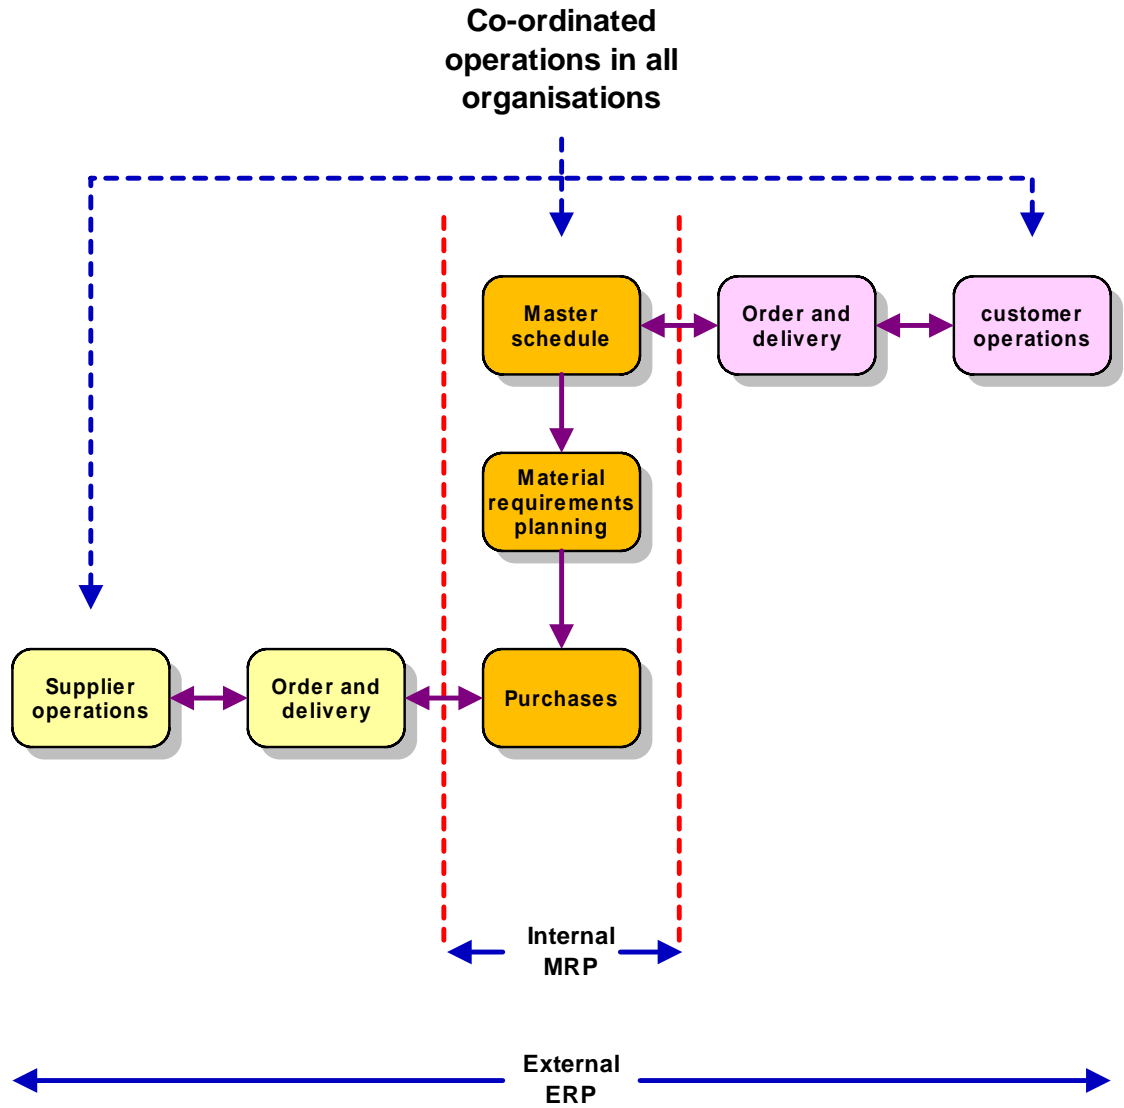 Co-ordinated
operations in all
organisations
Master
schedule
Order and
delivery
customer
operations
Material
requirements
planning
Supplier
operations
Order and
delivery
Purchases
Internal
MRP
External
ERP